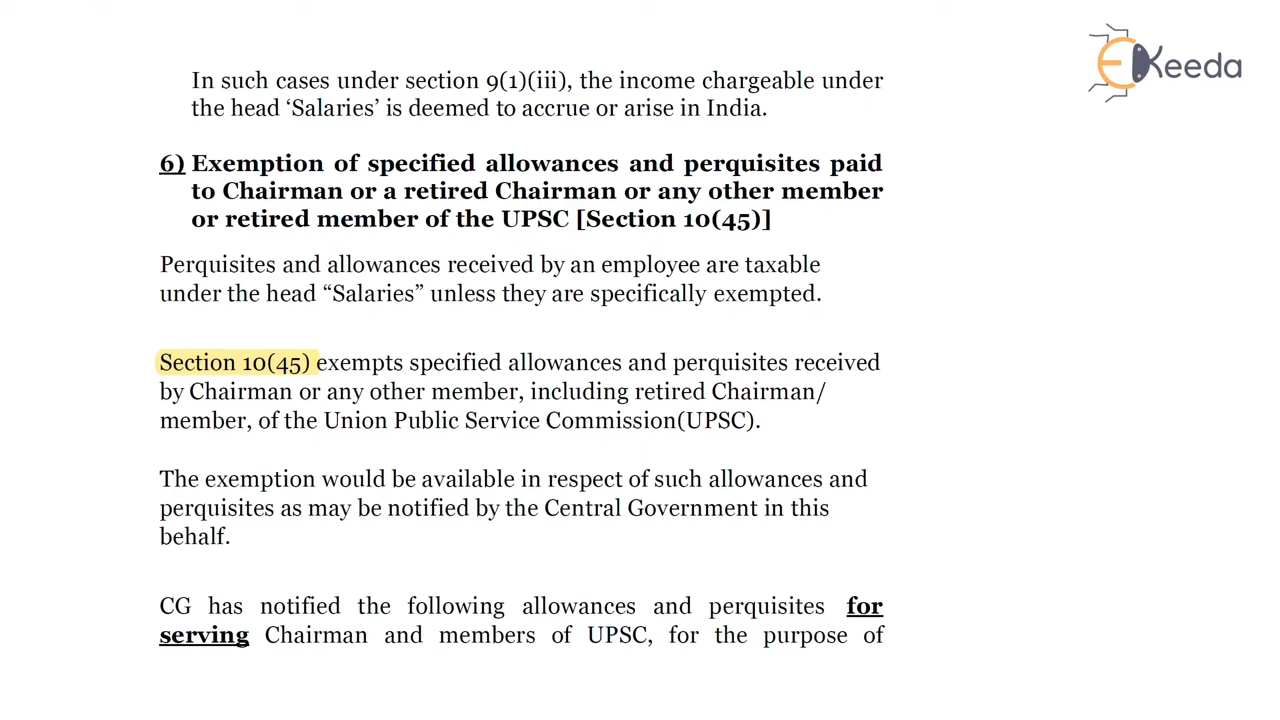 EKeeda
In such cases under section 9(1)(iii), the income chargeable under
the head ‘Salaries’ is deemed to accrue or arise in India.
6) Exemption of specified allowances and perquisites paid
to Chairman or a retired Chairman or any other member
or retired member of the UPSC [Section 10(45)]
Perquisites and allowances received by an employee are taxable
under the head “Salaries” unless they are specifically exempted.
Section 10(45) exempts specified allowances and perquisites received
by Chairman or any other member, including retired Chairman/
member, of the Union Public Service Commission(UPSC).
The exemption would be available in respect of such allowances and
perquisites as may be notified by the Central Government in this
behalf.
CG has notified the following allowances and perquisites for
serving Chairman and members of UPSC, for the purpose of